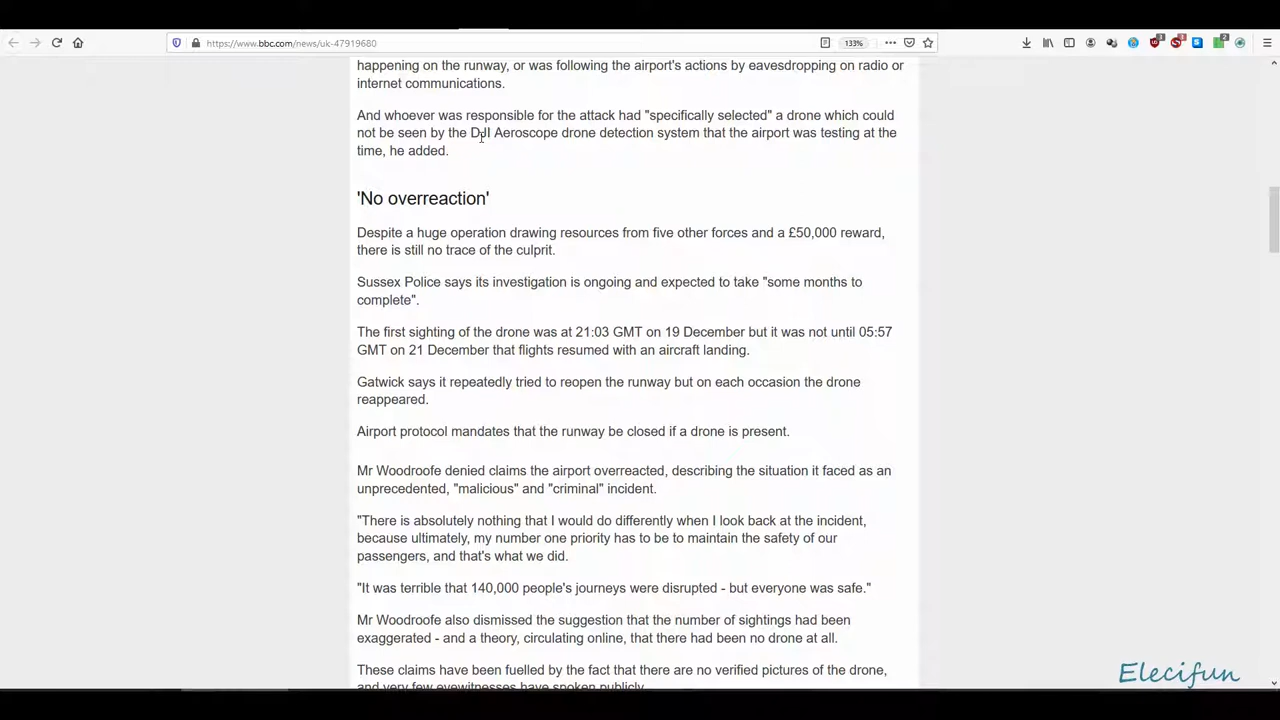 https://www.bbc.com/news/uk-47919680
133%
happening on the runway, or was following the airport's actions by eavesdropping on radio or
internet communications.
And whoever was responsible for the attack had "specifically selected" a drone which could
not be seen by the DJI Aeroscope drone detection system that the airport was testing at the
time, he added.
'No overreaction'
Despite a huge operation drawing resources from five other forces and a £50,000 reward,
there is still no trace of the culprit.
Sussex Police says its investigation is ongoing and expected to take "some months to
complete".
The first sighting of the drone was at 21:03 GMT on 19 December but it was not until 05:57
GMT on 21 December that flights resumed with an aircraft landing.
Gatwick says it repeatedly tried to reopen the runway but on each occasion the drone
reappeared.
Airport protocol mandates that the runway be closed if a drone is present.
Mr Woodroofe denied claims the airport overreacted, describing the situation it faced as an
unprecedented, "malicious" and "criminal" incident.
"There is absolutely nothing that I would do differently when I look back at the incident,
because ultimately, my number one priority has to be to maintain the safety of our
passengers, and that's what we did.
"It was terrible that 140,000 people's journeys were disrupted - but everyone was safe."
Mr Woodroofe also dismissed the suggestion that the number of sightings had been
exaggerated - and a theory, circulating online, that there had been no drone at all.
These claims have been fuelled by the fact that there are no verified pictures of the drone,
and very few eyewitnesses have spoken publicly.
Elecifun